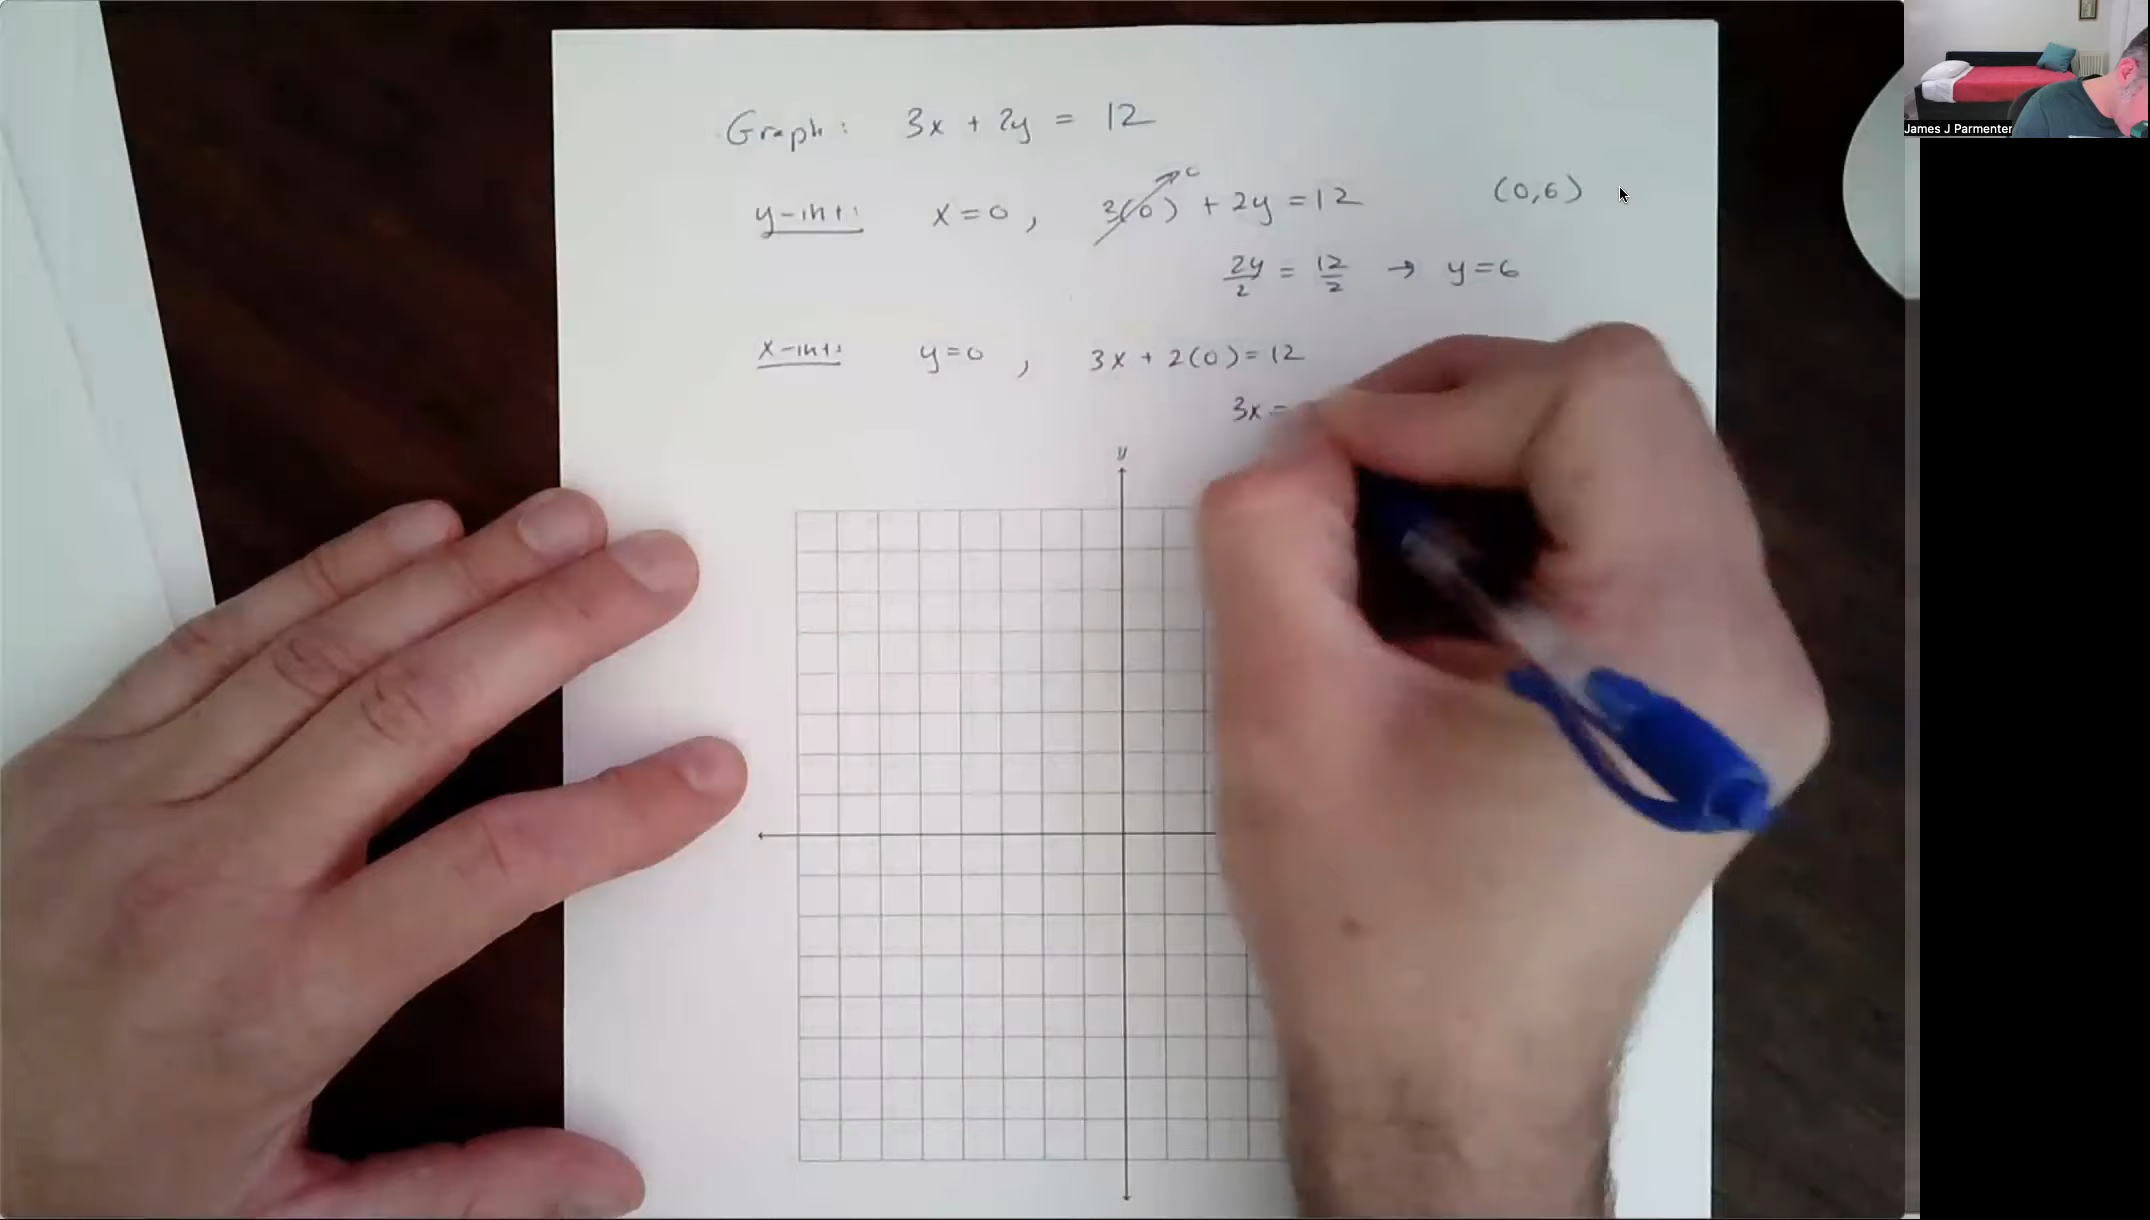 Graph: 3x + 2y = 12
y-int: x=0, 3(0) 0 + 2y = 12 (0,6)
2y/2 = 12/2 → y=6
x-int: y=0, 3x + 2(0) = 12
3x =
y
James J Parmenter